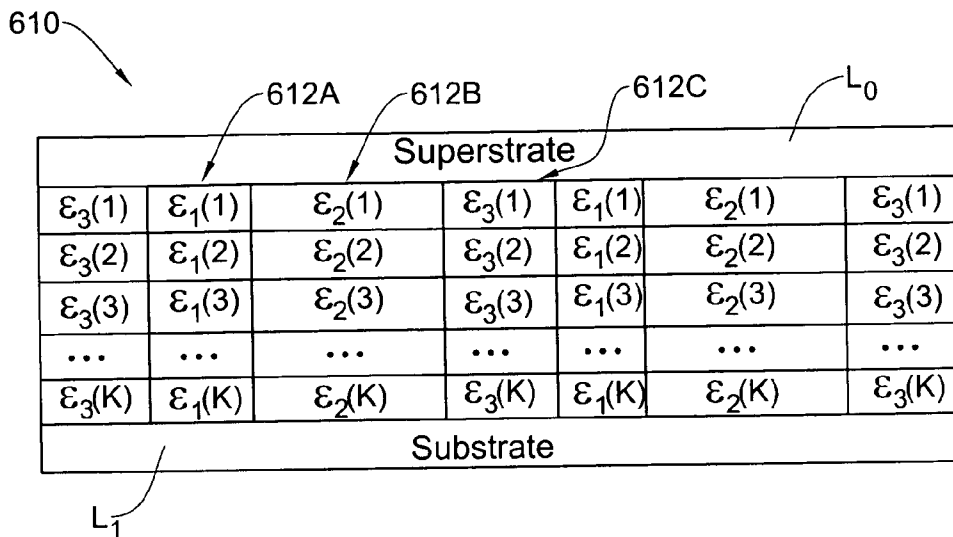 610
612A 612B 612C L₀
Superstrate
ε₃(1) ε₁(1) ε₂(1) ε₃(1) ε₁(1) ε₂(1) ε₃(1)
ε₃(2) ε₁(2) ε₂(2) ε₃(2) ε₁(2) ε₂(2) ε₃(2)
ε₃(3) ε₁(3) ε₂(3) ε₃(3) ε₁(3) ε₂(3) ε₃(3)
... ... ... ... ... ... ...
ε₃(K) ε₁(K) ε₂(K) ε₃(K) ε₁(K) ε₂(K) ε₃(K)
Substrate
L₁